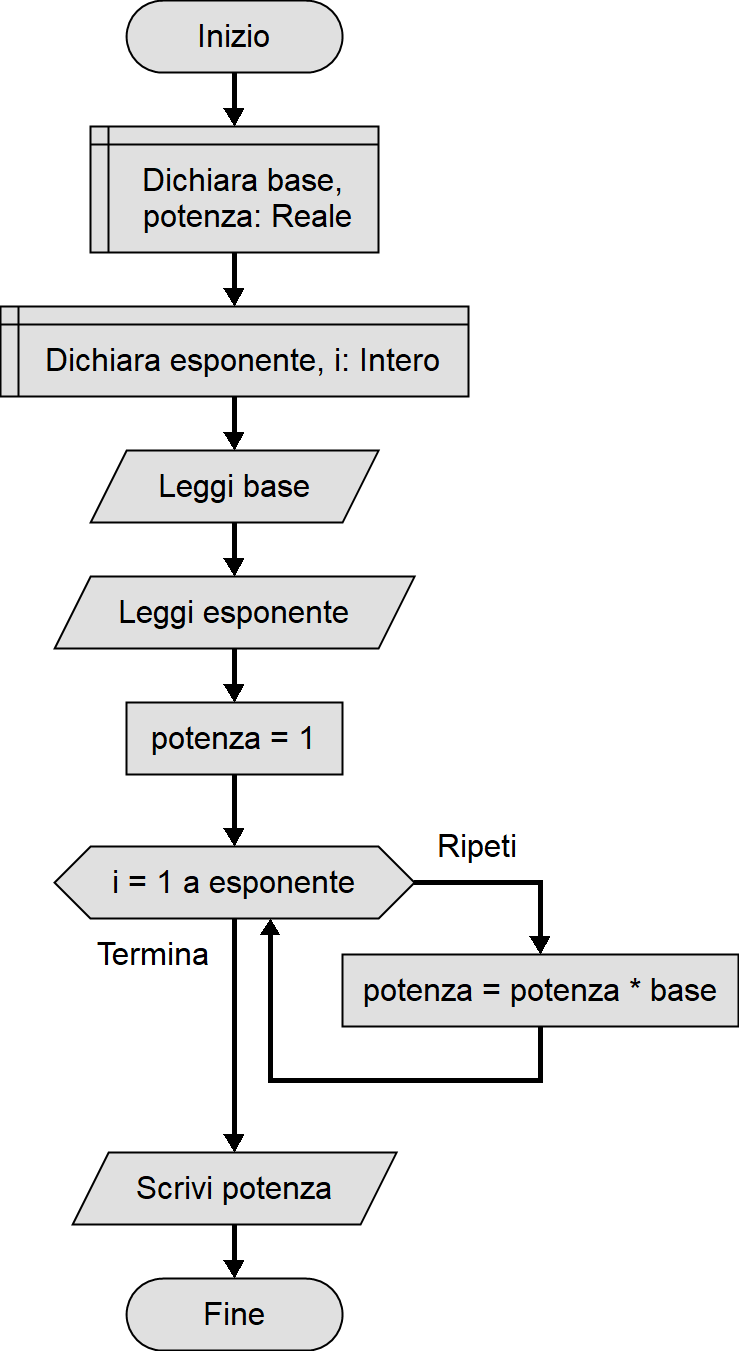 Inizio
Dichiara base,
potenza: Reale
Dichiara esponente, i: Intero
Leggi base
Leggi esponente
potenza = 1
i = 1 a esponente
Ripeti
Termina
potenza = potenza * base
Scrivi potenza
Fine